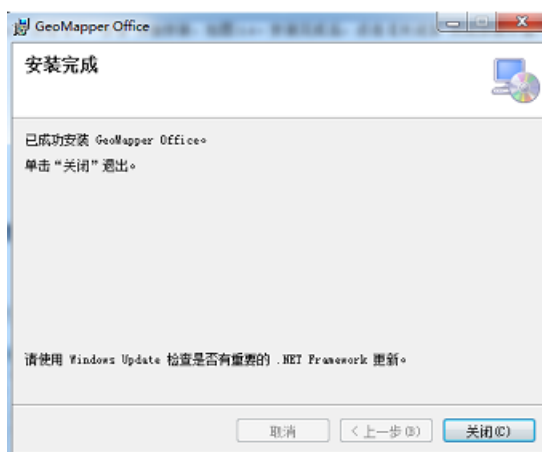 GeoMapper Office
安装完成
已成功安装 GeoMapper Office。
单击“关闭”退出。
请使用 Windows Update 检查是否有重要的 .NET Framework 更新。
取消
< 上一步(B)
关闭(C)